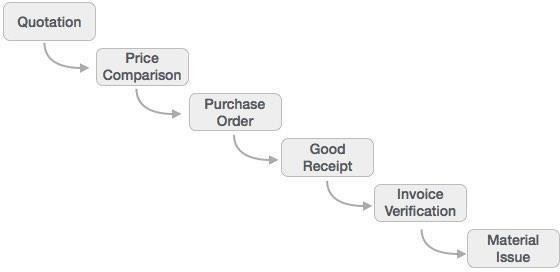 Quotation
Price
Comparison
Purchase
Order
Good
Receipt
Invoice
Verification
Material
Issue